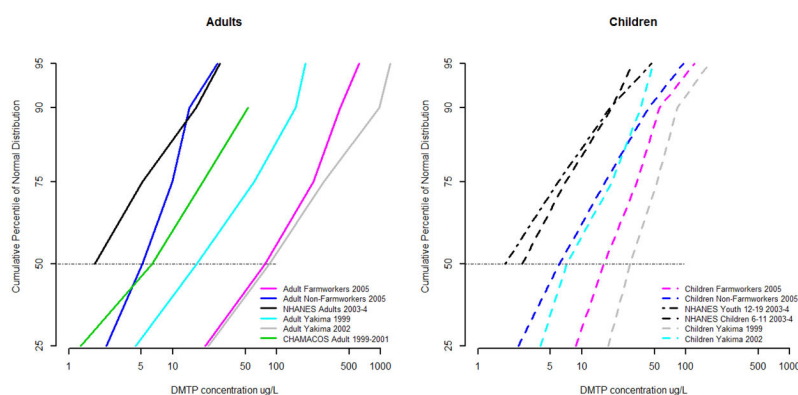 Adults
Cumulative Percentile of Normal Distribution
95
90
75
50
25
Adult Farmworkers 2005
Adult Non-Farmworkers 2005
NHANES Adults 2003-4
Adult Yakima 1999
Adult Yakima 2002
CHAMACOS Adult 1999-2001
1 5 10 50 100 500 1000
DMTP concentration ug/L
Children
Cumulative Percentile of Normal Distribution
95
90
75
50
25
Children Farmworkers 2005
Children Non-Farmworkers 2005
NHANES Youth 12-19 2003-4
NHANES Children 6-11 2003-4
Children Yakima 1999
Children Yakima 2002
1 5 10 50 100 500 1000
DMTP concentration ug/L